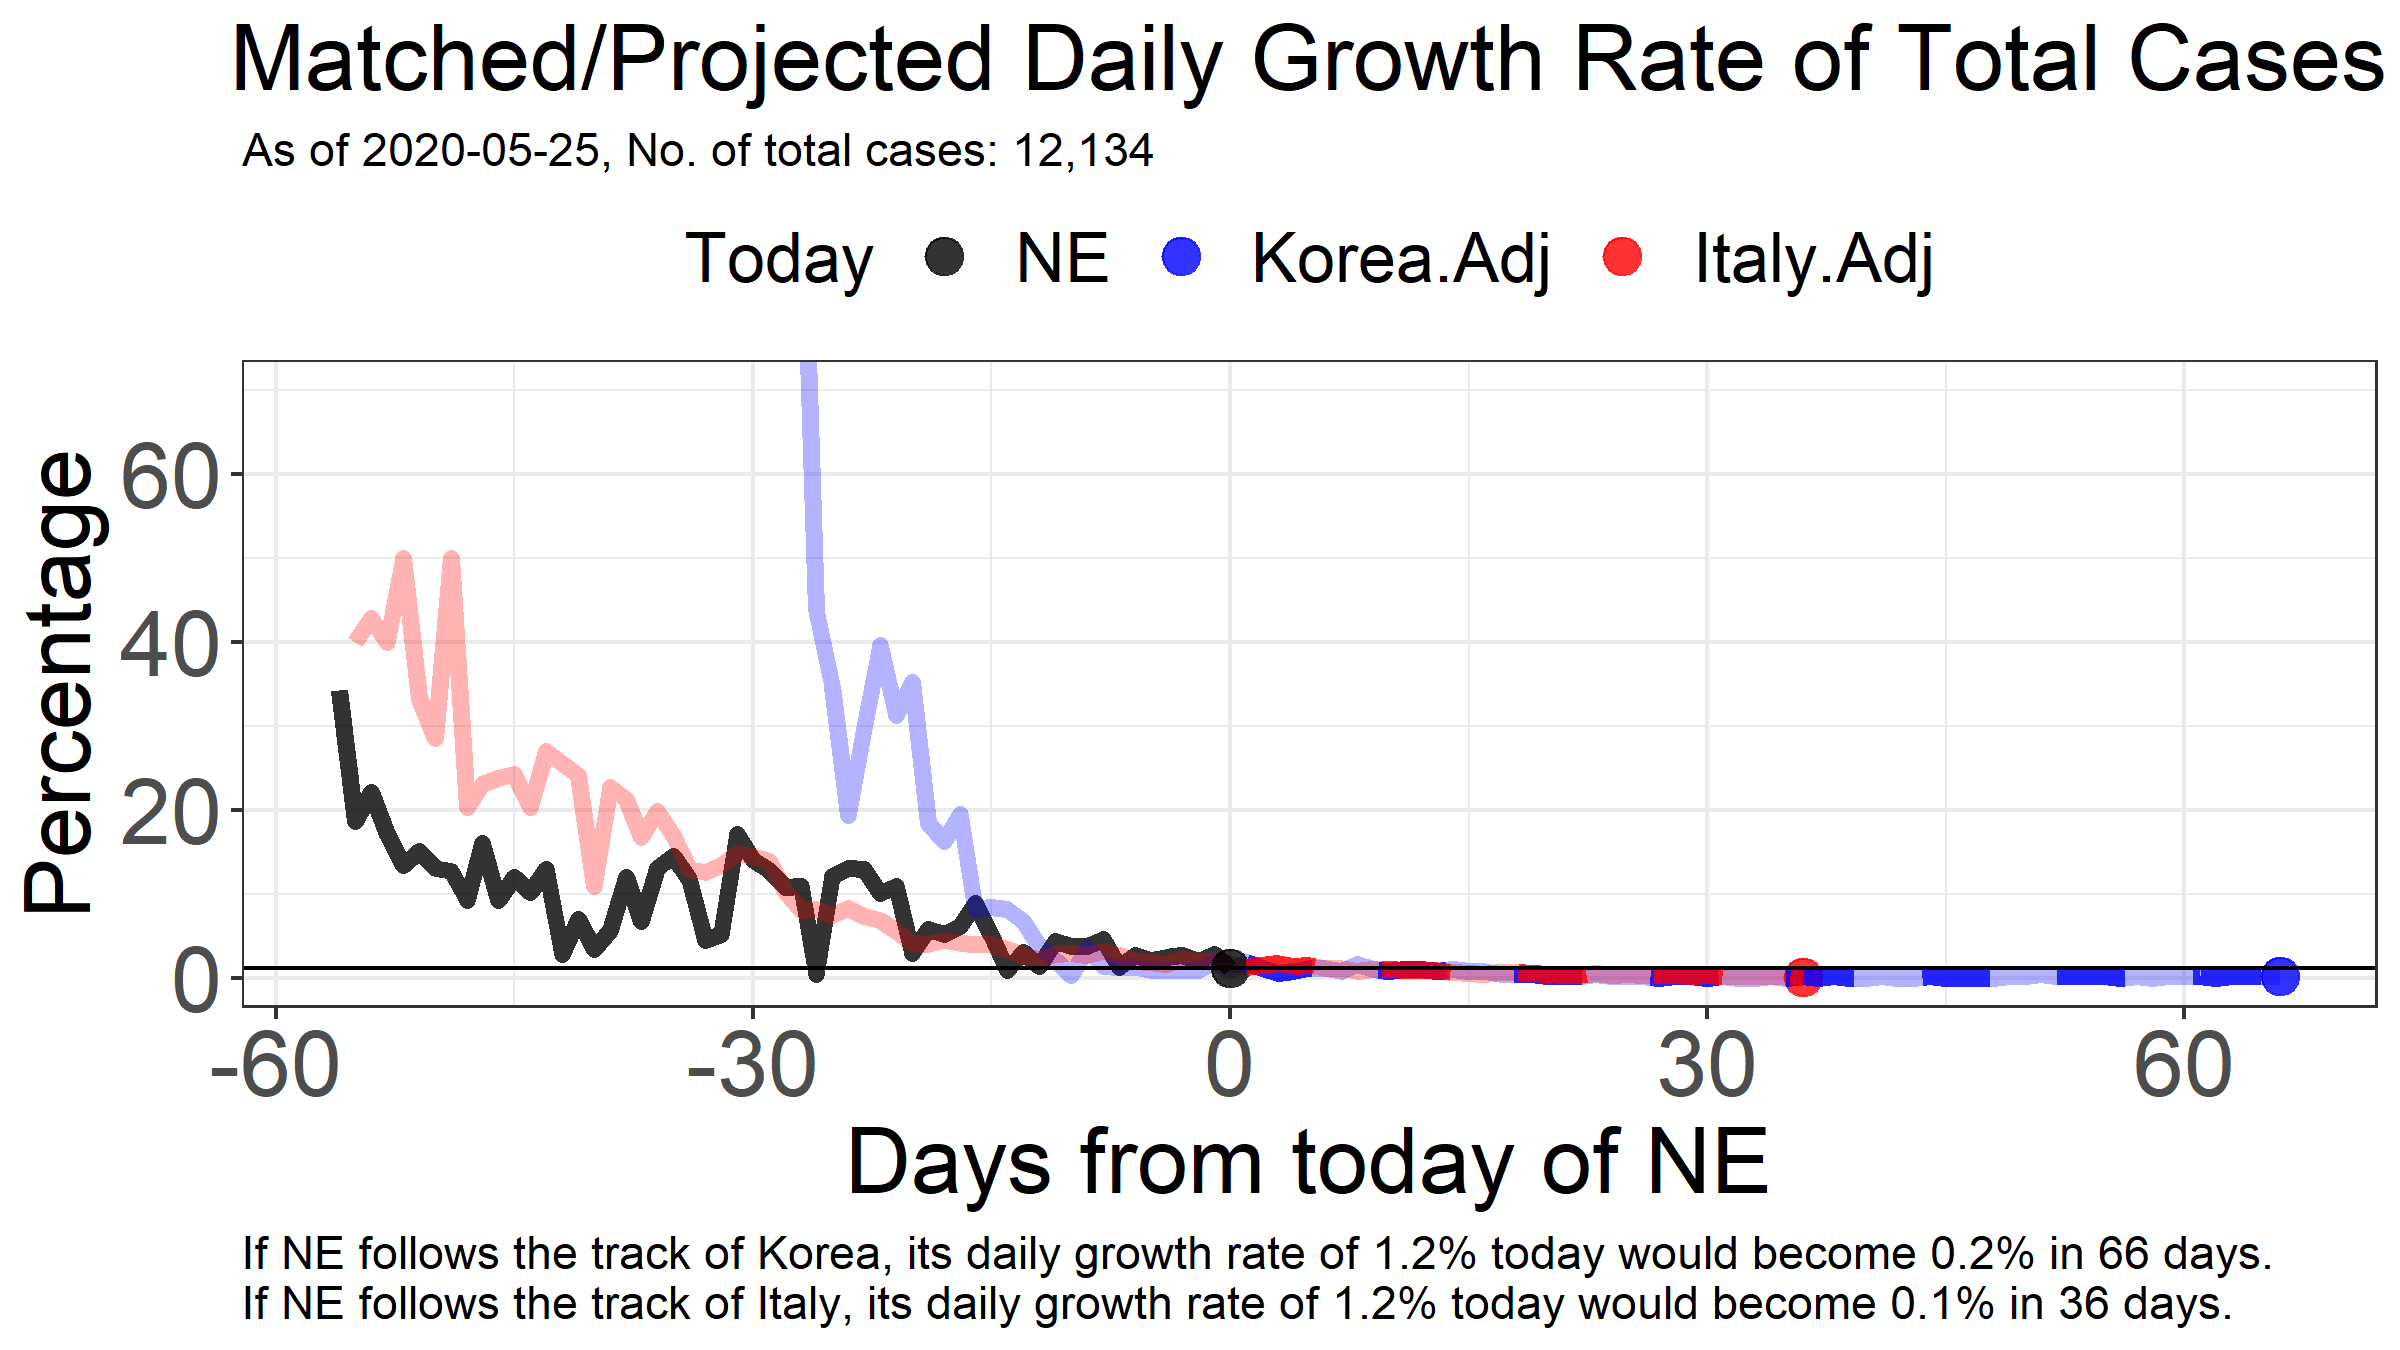 Matched/Projected Daily Growth Rate of Total Cases
As of 2020-05-25, No. of total cases: 12,134
Today NE Korea.Adj Italy.Adj
Percentage
60
40
20
0
-60 -30 0 30 60
Days from today of NE
If NE follows the track of Korea, its daily growth rate of 1.2% today would become 0.2% in 66 days.
If NE follows the track of Italy, its daily growth rate of 1.2% today would become 0.1% in 36 days.